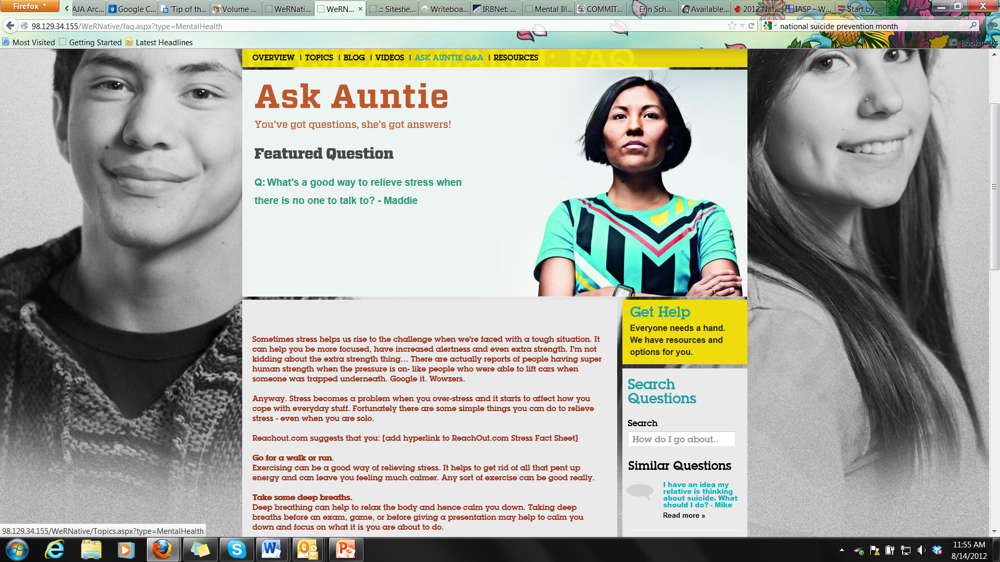 Firefox
AJA Arc...
Google C...
'Tip of th...
Volume ...
WeRNati...
WeRN...
.:: Siteshe...
Writeboa...
IRBNet: ...
Mental Ill...
COMMIT...
Erin Sch...
Available...
2012 Nat...
IASP - W...
Start by ...
98.129.34.155/WeRNative/faq.aspx?type=MentalHealth
national suicide prevention month
Most Visited
Getting Started
Latest Headlines
Bookmarks
OVERVIEW | TOPICS | BLOG | VIDEOS | ASK AUNTIE Q&A | RESOURCES
Ask Auntie
You've got questions, she's got answers!
Featured Question
Q: What's a good way to relieve stress when
there is no one to talk to? - Maddie
Sometimes stress helps us rise to the challenge when we're faced with a tough situation. It
can help you be more focused, have increased alertness and even extra strength. I'm not
kidding about the extra strength thing... There are actually reports of people having super
human strength when the pressure is on- like people who were able to lift cars when
someone was trapped underneath. Google it. Wowzers.
Anyway. Stress becomes a problem when you over-stress and it starts to affect how you
cope with everyday stuff. Fortunately there are some simple things you can do to relieve
stress - even when you are solo.
Reachout.com suggests that you: [add hyperlink to ReachOut.com Stress Fact Sheet]
Go for a walk or run.
Exercising can be a good way of relieving stress. It helps to get rid of all that pent up
energy and can leave you feeling much calmer. Any sort of exercise can be good really.
Take some deep breaths.
Deep breathing can help to relax the body and hence calm you down. Taking deep
breaths before an exam, game, or before giving a presentation may help to calm you
down and focus on what it is you are about to do.
Get Help
Everyone needs a hand.
We have resources and
options for you.
Search
Questions
Search
How do I go about..
Similar Questions
I have an idea my
relative is thinking
about suicide. What
should I do? - Mike
Read more »
98.129.34.155/WeRNative/Topics.aspx?type=MentalHealth
11:55 AM
8/14/2012